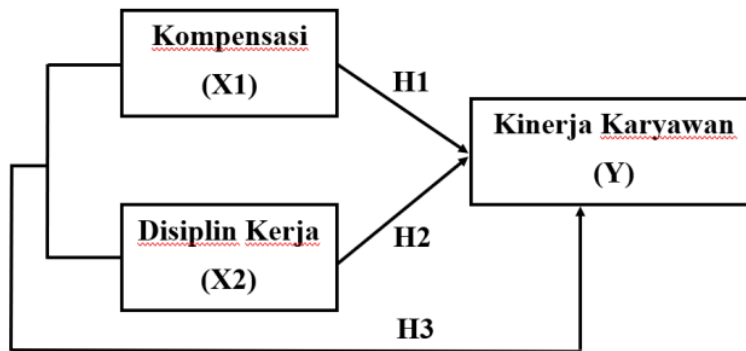 Kompensasi
(X1)
H1
Kinerja Karyawan
(Y)
Disiplin Kerja
(X2)
H2
H3